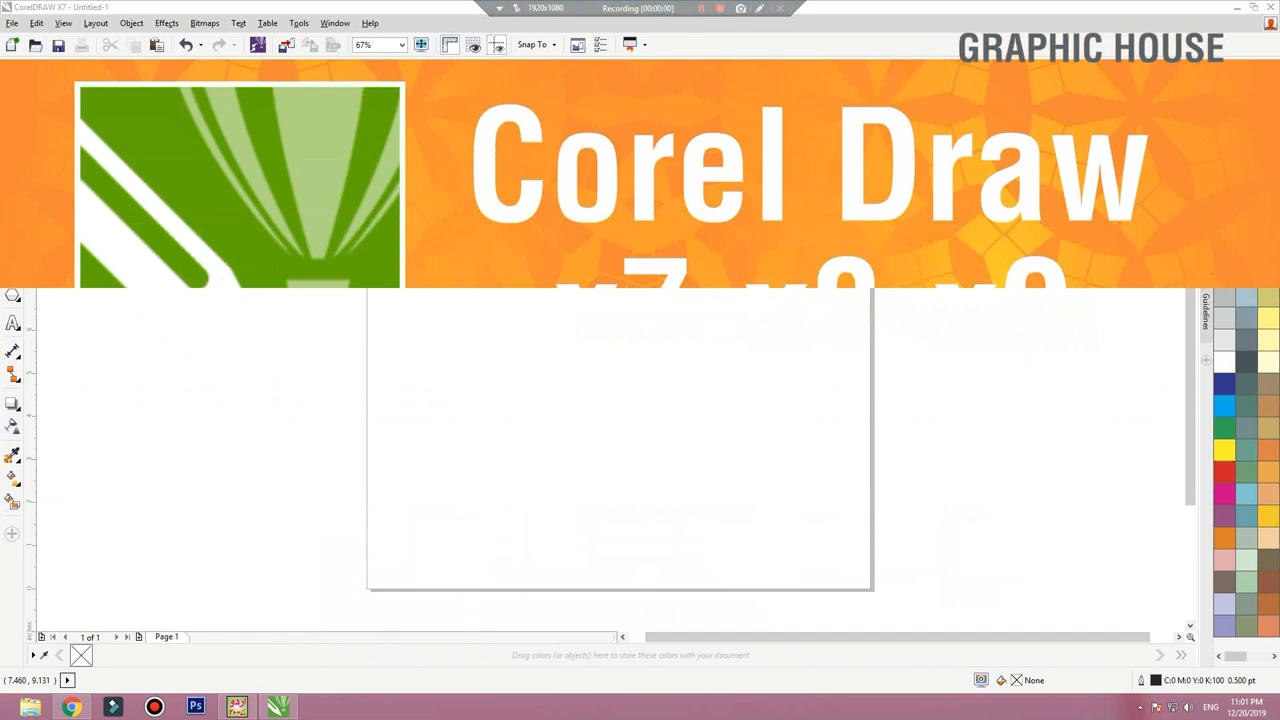 CorelDRAW X7 - Untitled-1
1920x1080
Recording [00:00:00]
File Edit View Layout Object Effects Bitmaps Text Table Tools Window Help
67%
Snap To
GRAPHIC HOUSE
Corel Draw
Guidelines
1 of 1
Page 1
Drag colors (or objects) here to store these colors with your document
(7.460, 9.131)
None
C:0 M:0 Y:0 K:100 0.500 pt
Ps
ENG
11:01 PM
12/20/2019